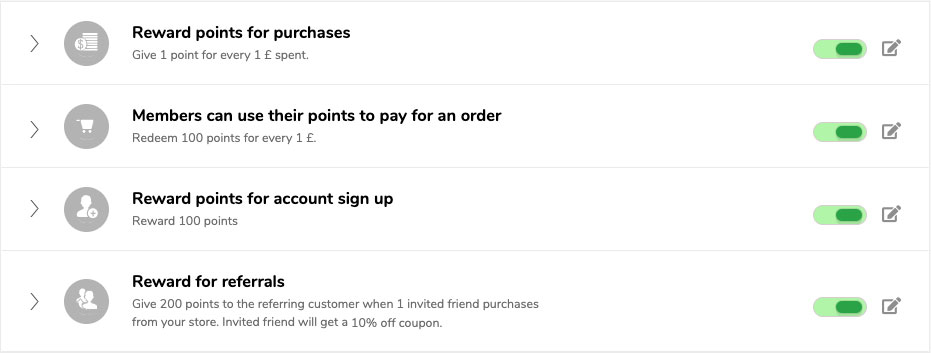 Reward points for purchases
Give 1 point for every 1 £ spent.
Members can use their points to pay for an order
Redeem 100 points for every 1 £.
Reward points for account sign up
Reward 100 points
Reward for referrals
Give 200 points to the referring customer when 1 invited friend purchases
from your store. Invited friend will get a 10% off coupon.